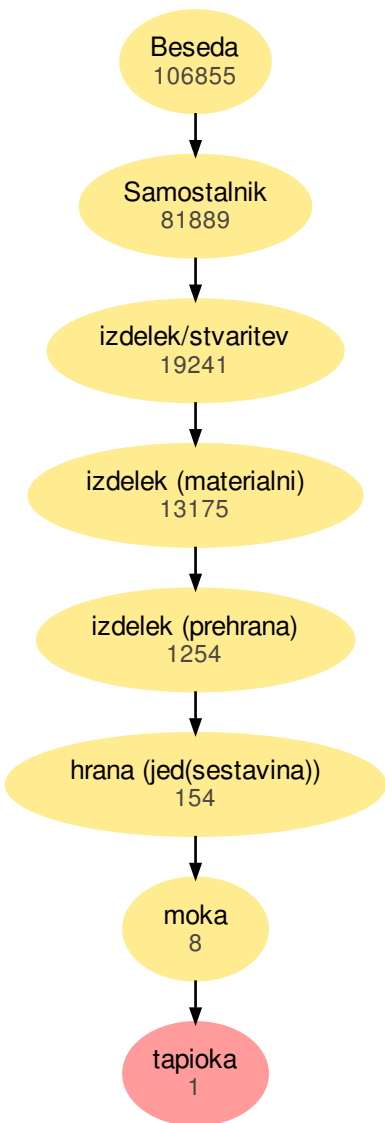 Beseda
106855
Samostalnik
81889
izdelek/stvaritev
19241
izdelek (materialni)
13175
izdelek (prehrana)
1254
hrana (jed(sestavina))
154
moka
8
tapioka
1